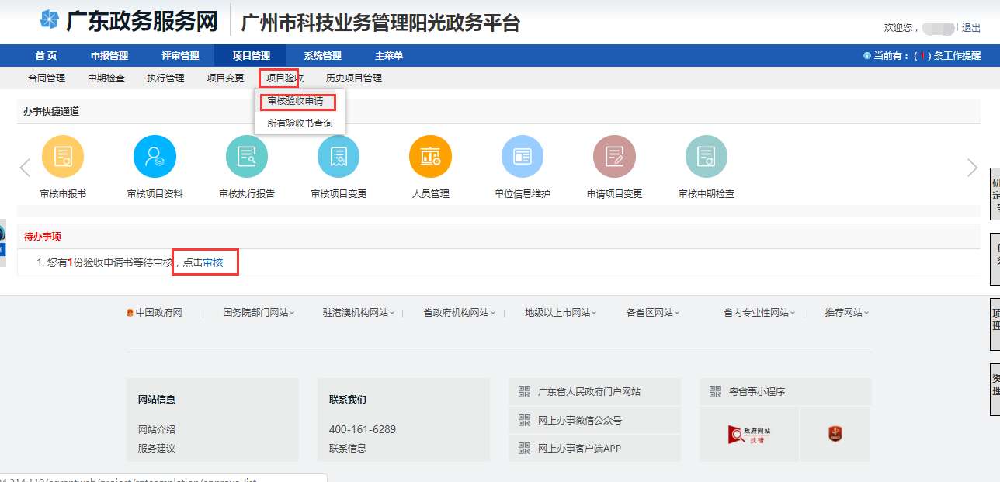 广东政务服务网 广州市科技业务管理阳光政务平台
欢迎您， 退出
首 页 申报管理 评审管理 项目管理 系统管理 主菜单 当前有：( 1 ) 条工作提醒
合同管理 中期检查 执行管理 项目变更 项目验收 历史项目管理
审核验收申请
所有验收书查询
办事快捷通道
审核申报书 审核项目资料 审核执行报告 审核项目变更 人员管理 单位信息维护 申请项目变更 审核中期检查
待办事项
1. 您有1份验收申请书等待审核，点击审核
中国政府网 国务院部门网站 驻港澳机构网站 省政府机构网站 地级以上市网站 各省区网站 省内专业性网站 推荐网站
网站信息
网站介绍
服务建议
联系我们
400-161-6289
联系信息
广东省人民政府门户网站
网上办事微信公众号
网上办事客户端APP
粤省事小程序
政府网站
找错